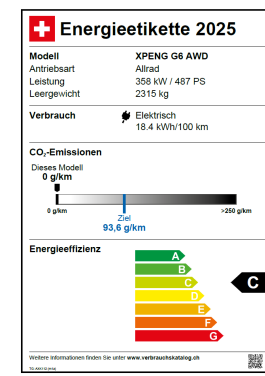 Energieetikette 2025
Modell XPENG G6 AWD
Antriebsart Allrad
Leistung 358 kW / 487 PS
Leergewicht 2315 kg
Verbrauch Elektrisch
18.4 kWh/100 km
CO₂-Emissionen
Dieses Modell
0 g/km
0 g/km >250 g/km
Ziel
93,6 g/km
Energieeffizienz
A
B
C C
D
E
F
G
Weitere Informationen finden Sie unter www.verbrauchskatalog.ch